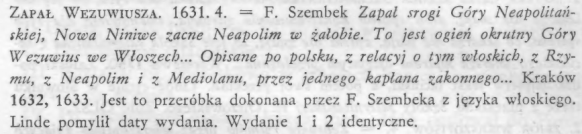 ZAPAŁ WEZUWIUSZA. 1631. 4. = F. Szembek Zapal srogi Góry Neapolitań-
skiej, Nowa Niniwe zacne Neapolim w żałobie. To jest ogień okrutny Góry
Wezuwius we Włoszech... Opisane po polsku, z relacyj o tym włoskich, z Rzy-
mu, z Neapolim i z Mediolanu, przez jednego kapłana zakonnego... Kraków
1632, 1633. Jest to przeróbka dokonana przez F. Szembeka z języka włoskiego.
Linde pomylił daty wydania. Wydanie 1 i 2 identyczne.